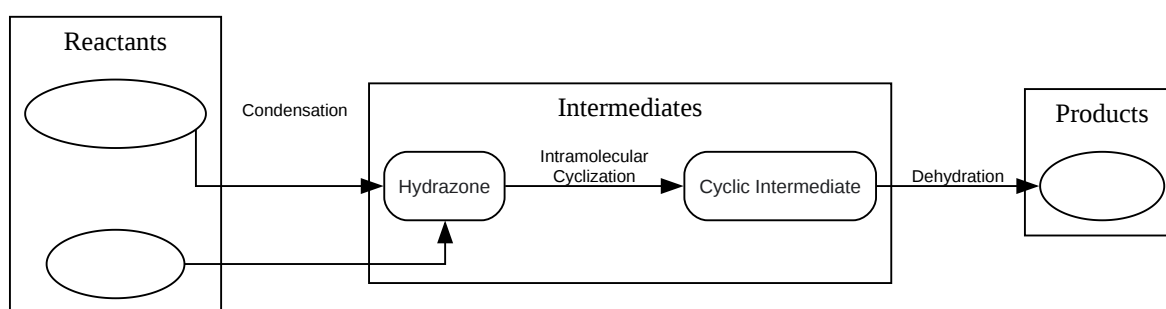 Reactants
Condensation
Intermediates
Hydrazone
Intramolecular
Cyclization
Cyclic Intermediate
Dehydration
Products